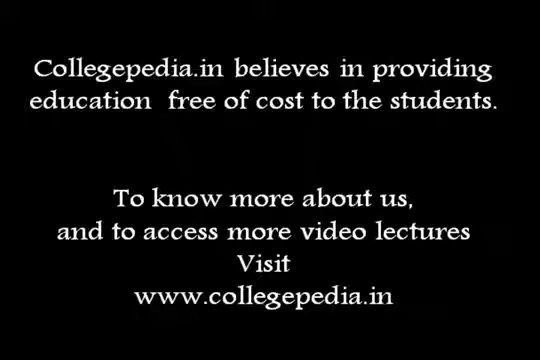 Collegepedia.in believes in providing
education free of cost to the students.
To know more about us,
and to access more video lectures
Visit
www.collegepedia.in